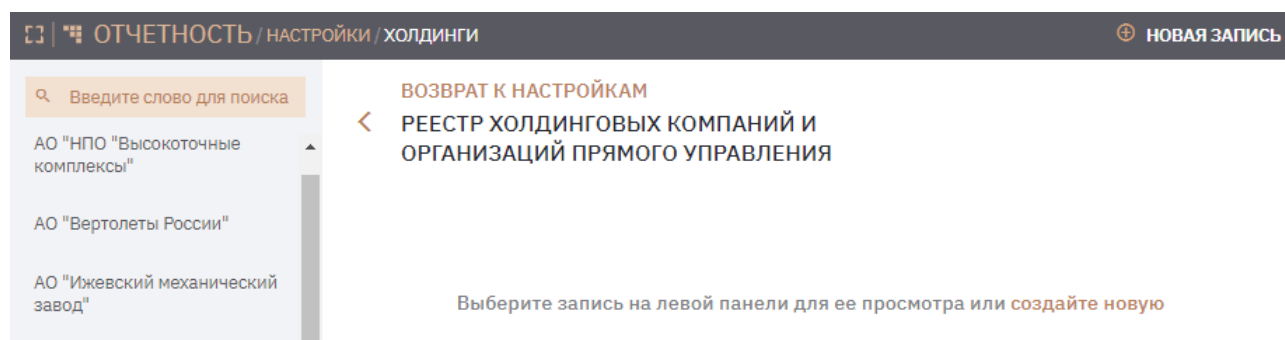 ОТЧЕТНОСТЬ / НАСТРОЙКИ / ХОЛДИНГИ
НОВАЯ ЗАПИСЬ
Введите слово для поиска
АО "НПО "Высокоточные
комплексы"
АО "Вертолеты России"
АО "Ижевский механический
завод"
ВОЗВРАТ К НАСТРОЙКАМ
РЕЕСТР ХОЛДИНГОВЫХ КОМПАНИЙ И
ОРГАНИЗАЦИЙ ПРЯМОГО УПРАВЛЕНИЯ
Выберите запись на левой панели для ее просмотра или создайте новую